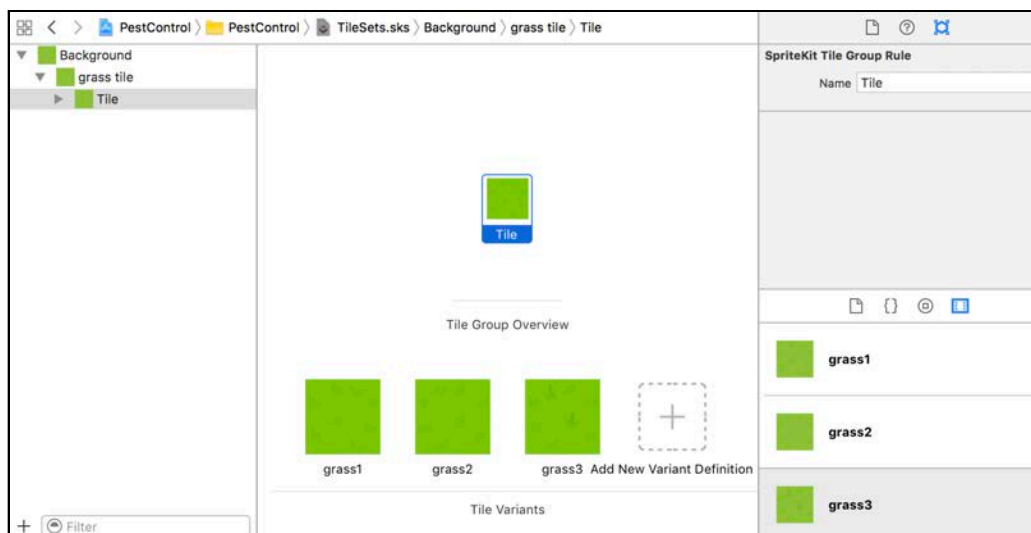 PestControl 〉 PestControl 〉 TileSets.sks 〉 Background 〉 grass tile 〉 Tile
Background
grass tile
Tile
Filter
Tile
Tile Group Overview
grass1 grass2 grass3 Add New Variant Definition
Tile Variants
SpriteKit Tile Group Rule
Name Tile
grass1
grass2
grass3